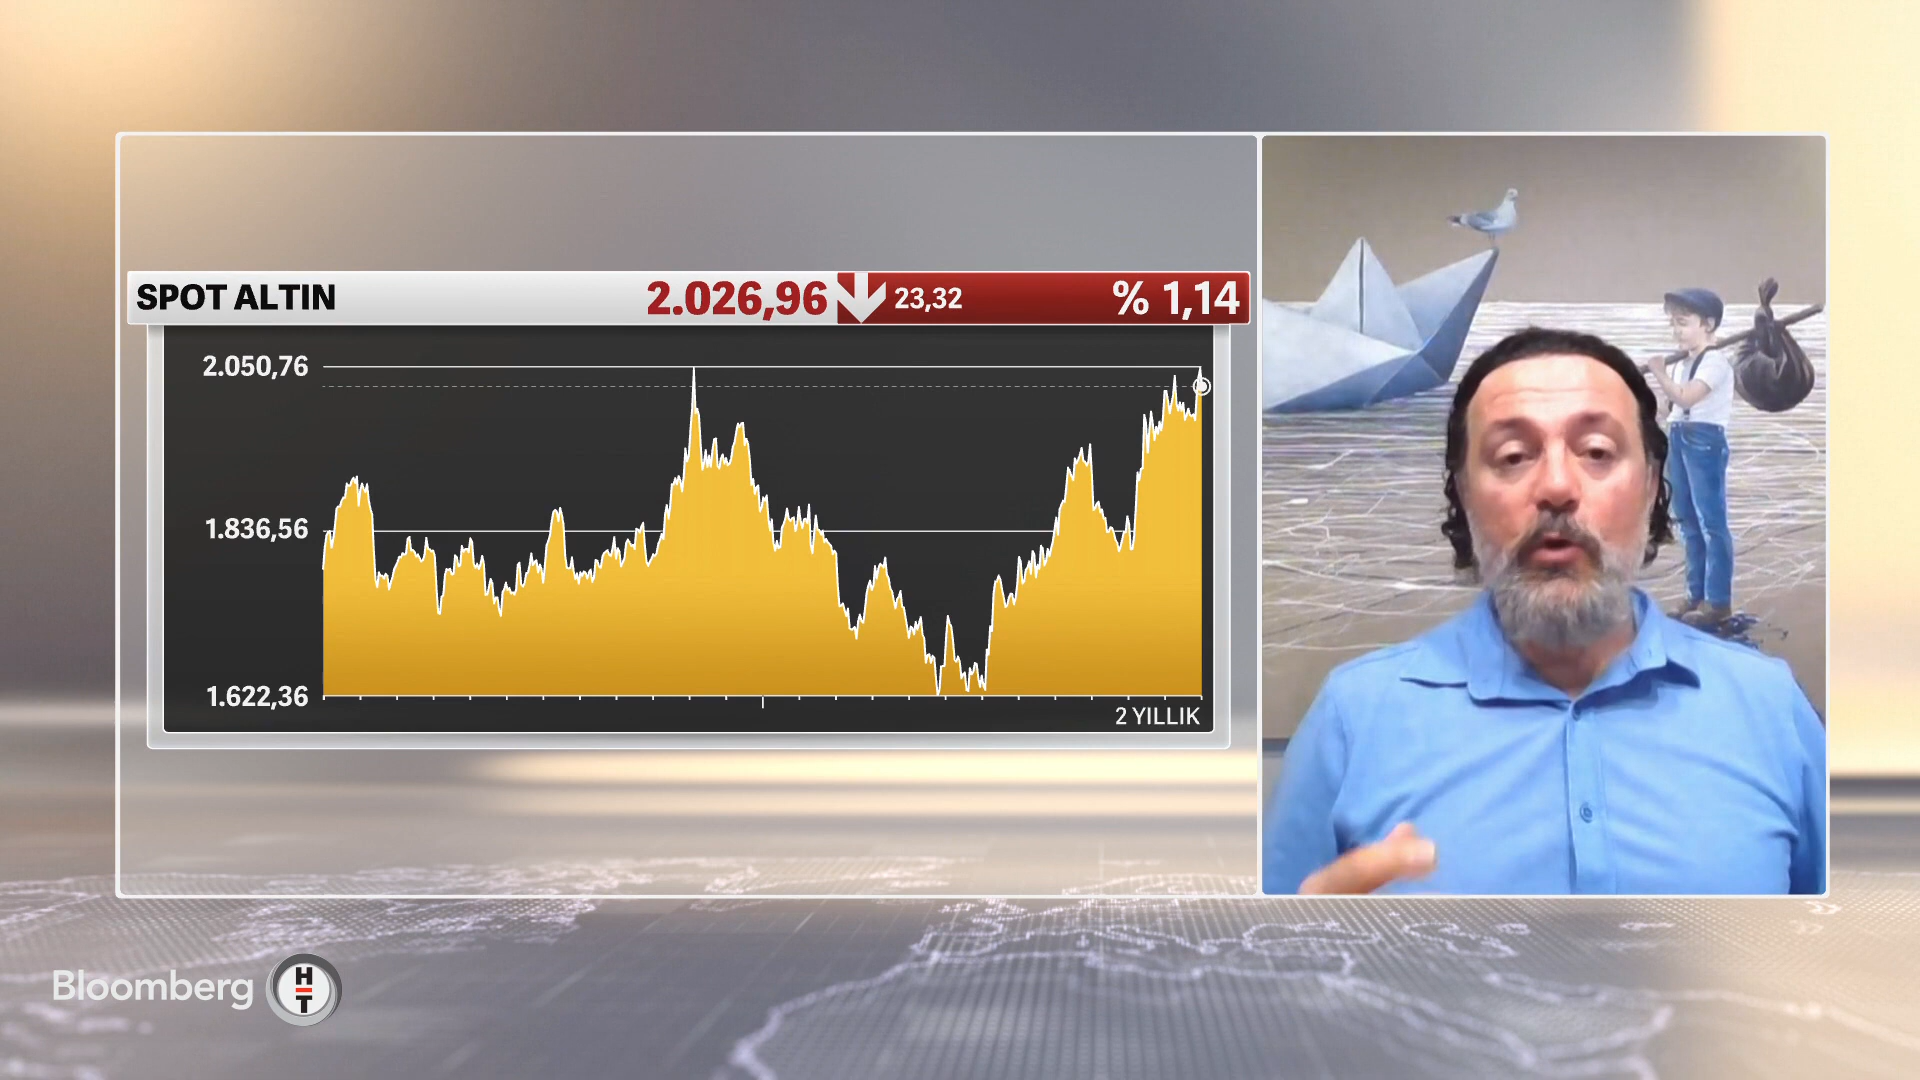 SPOT ALTIN 2.026,96 23,32 % 1,14
2.050,76
1.836,56
1.622,36
2 YILLIK
Bloomberg HT